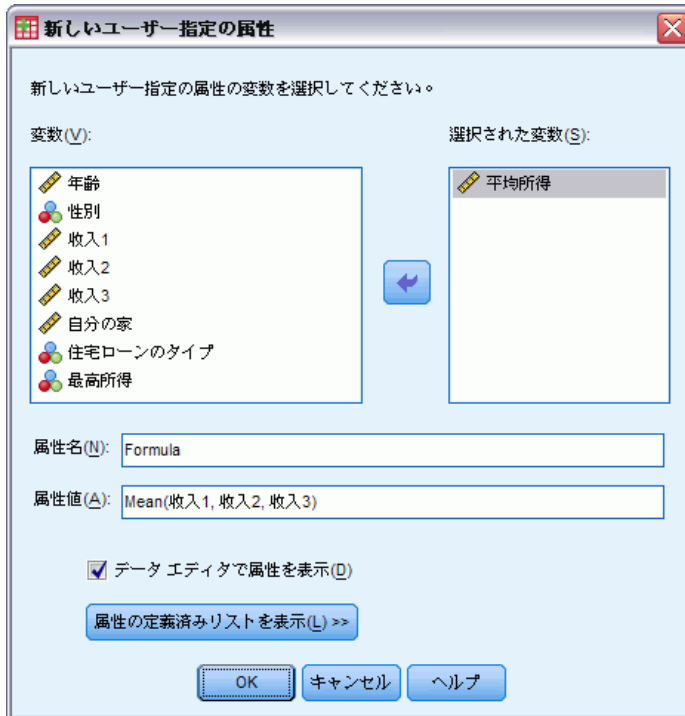 新しいユーザー指定の属性
新しいユーザー指定の属性の変数を選択してください。
変数(V):
年齢
性別
收入1
收入2
收入3
自分の家
住宅ローンのタイプ
最高所得
選択された変数(S):
平均所得
属性名(N): Formula
属性値(A): Mean(收入1, 收入2, 收入3)
データ エディタで属性を表示(D)
属性の定義済みリストを表示(L) >>
OK キャンセル ヘルプ